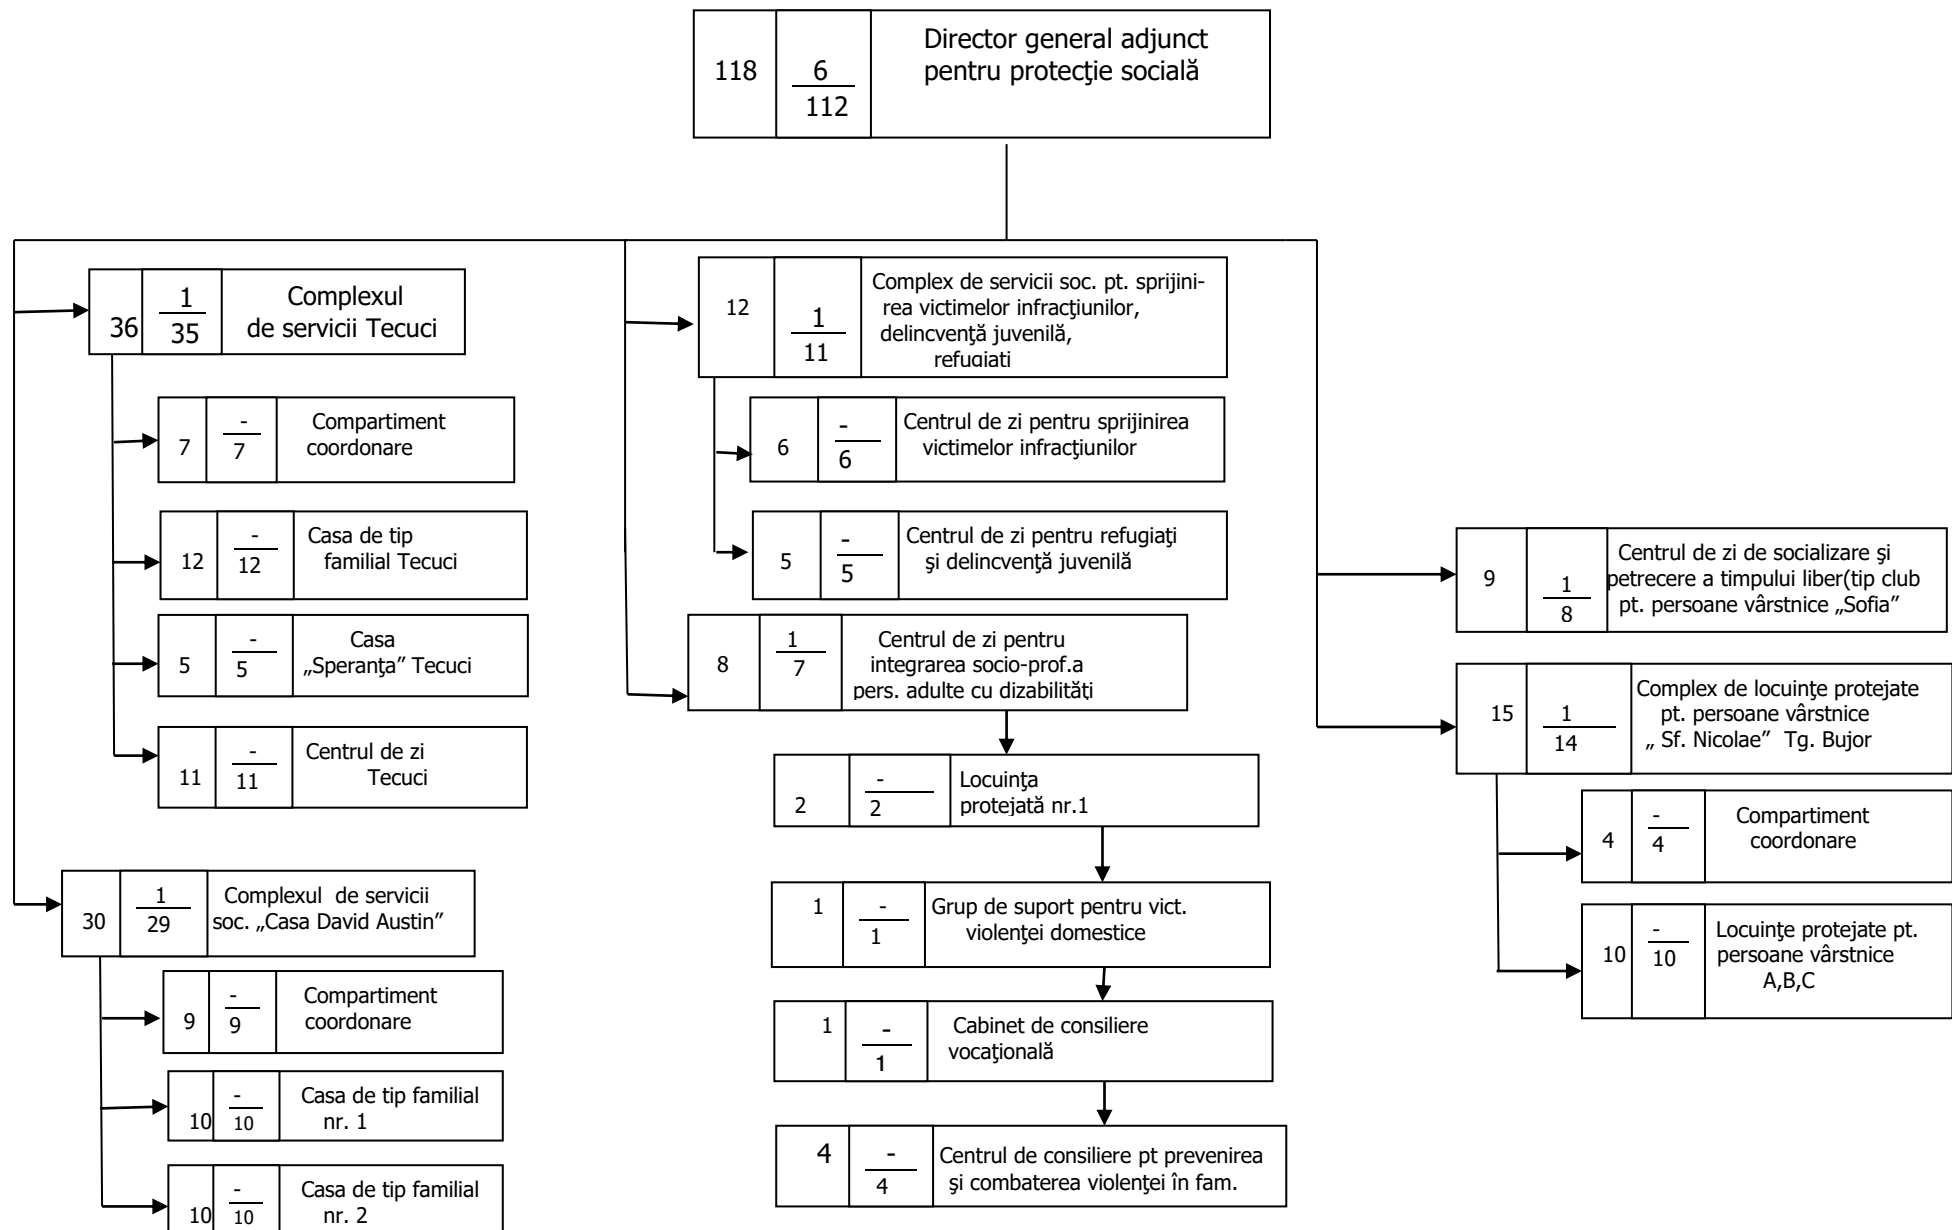 118
6
112
Director general adjunct
pentru protecţie socială
36
1
35
Complexul
de servicii Tecuci
7
-
7
Compartiment
coordonare
12
-
12
Casa de tip
familial Tecuci
5
-
5
Casa
„Speranţa” Tecuci
11
-
11
Centrul de zi
Tecuci
30
1
29
Complexul de servicii
soc. „Casa David Austin”
9
-
9
Compartiment
coordonare
10
-
10
Casa de tip familial
nr. 1
10
-
10
Casa de tip familial
nr. 2
12
1
11
Complex de servicii soc. pt. sprijini-
rea victimelor infracţiunilor,
delincvenţă juvenilă,
refugiati
6
-
6
Centrul de zi pentru sprijinirea
victimelor infracţiunilor
5
-
5
Centrul de zi pentru refugiaţi
şi delincvenţă juvenilă
8
1
7
Centrul de zi pentru
integrarea socio-prof.a
pers. adulte cu dizabilităţi
2
-
2
Locuinţa
protejată nr.1
1
-
1
Grup de suport pentru vict.
violenţei domestice
1
-
1
Cabinet de consiliere
vocaţională
4
-
4
Centrul de consiliere pt prevenirea
şi combaterea violenţei în fam.
9
1
8
Centrul de zi de socializare şi
petrecere a timpului liber(tip club
pt. persoane vârstnice „Sofia”
15
1
14
Complex de locuinţe protejate
pt. persoane vârstnice
„ Sf. Nicolae” Tg. Bujor
4
-
4
Compartiment
coordonare
10
-
10
Locuinţe protejate pt.
persoane vârstnice
A,B,C